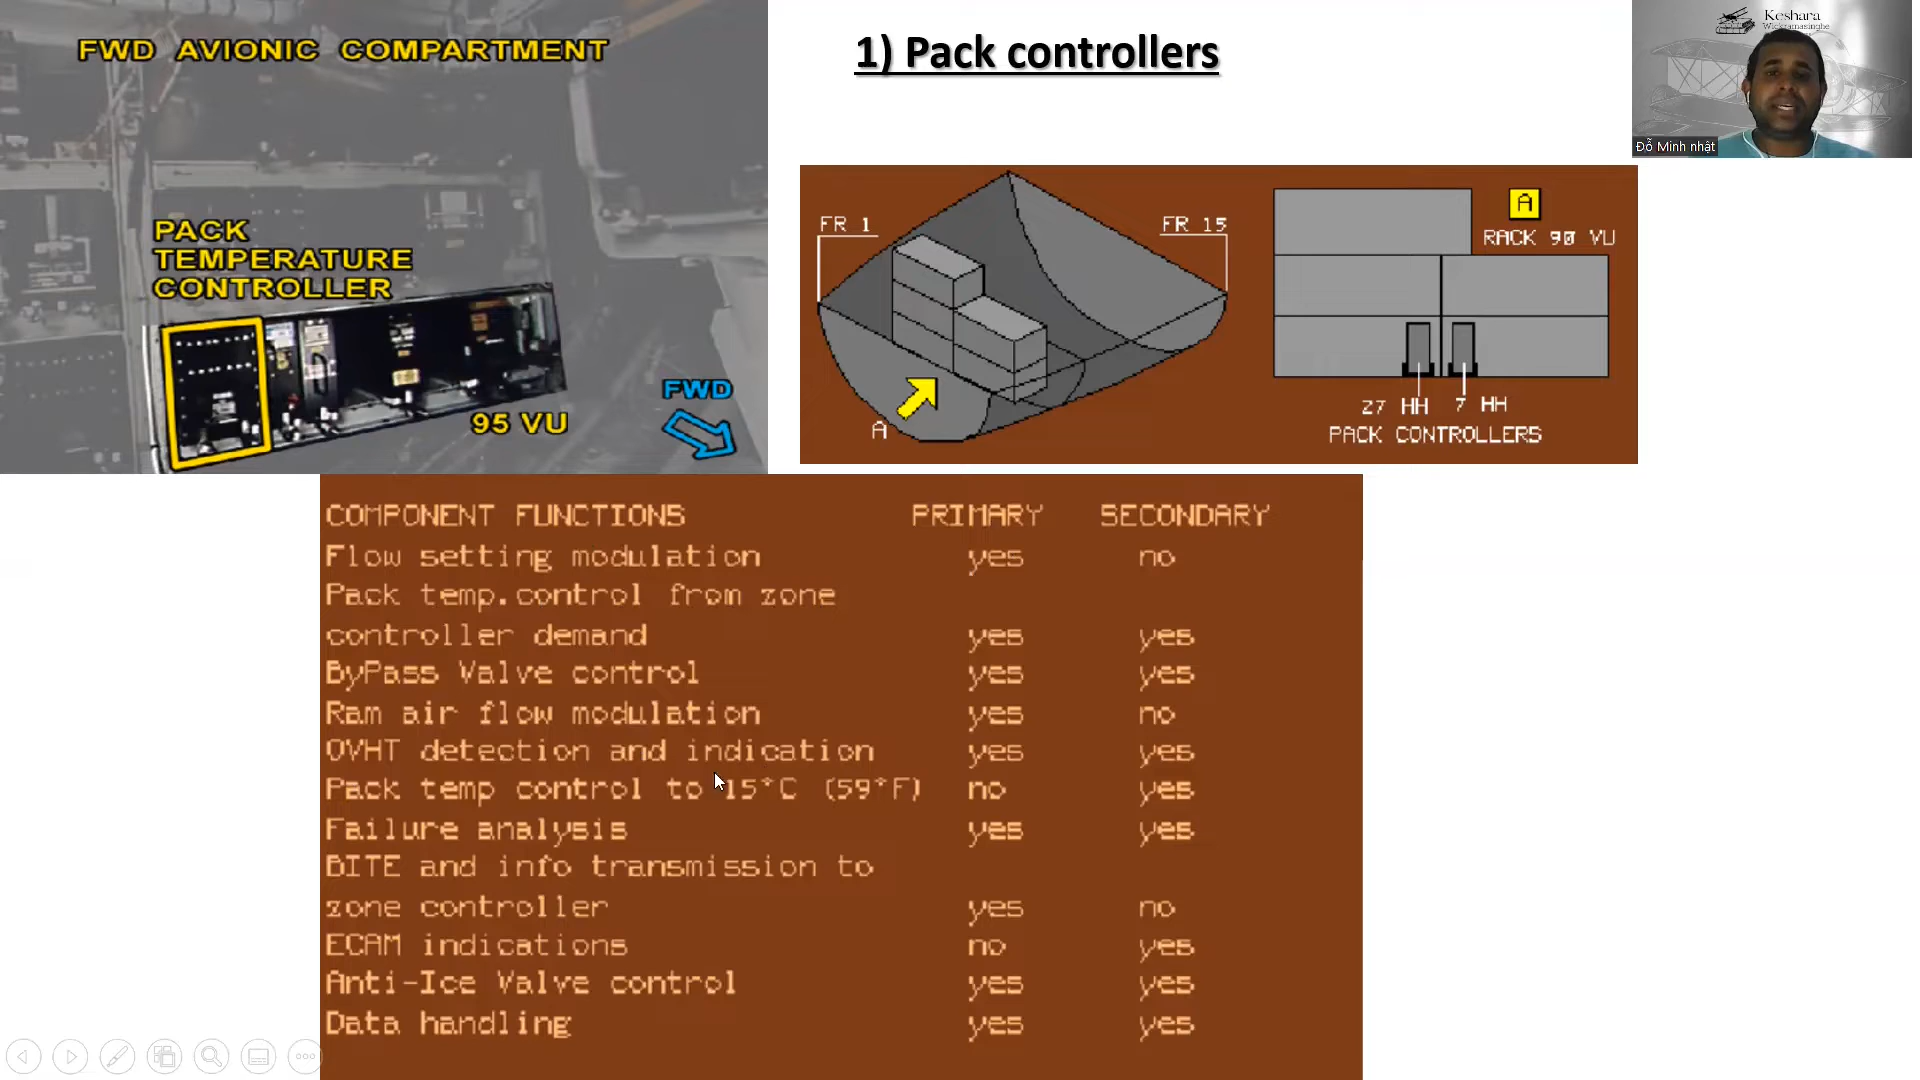 FWD AVIONIC COMPARTMENT
PACK
TEMPERATURE
CONTROLLER
95 VU
FWD
1) Pack controllers
Keshara
Wickramasinghe
Đỗ Minh nhật
FR 1
FR 15
A
A
RACK 90 VU
27 HH 7 HH
PACK CONTROLLERS
COMPONENT FUNCTIONS PRIMARY SECONDARY
Flow setting modulation yes no
Pack temp.control from zone
controller demand yes yes
ByPass Valve control yes yes
Ram air flow modulation yes no
OVHT detection and indication yes yes
Pack temp control to 15°C (59°F) no yes
Failure analysis yes yes
BITE and info transmission to
zone controller yes no
ECAM indications no yes
Anti-Ice Valve control yes yes
Data handling yes yes